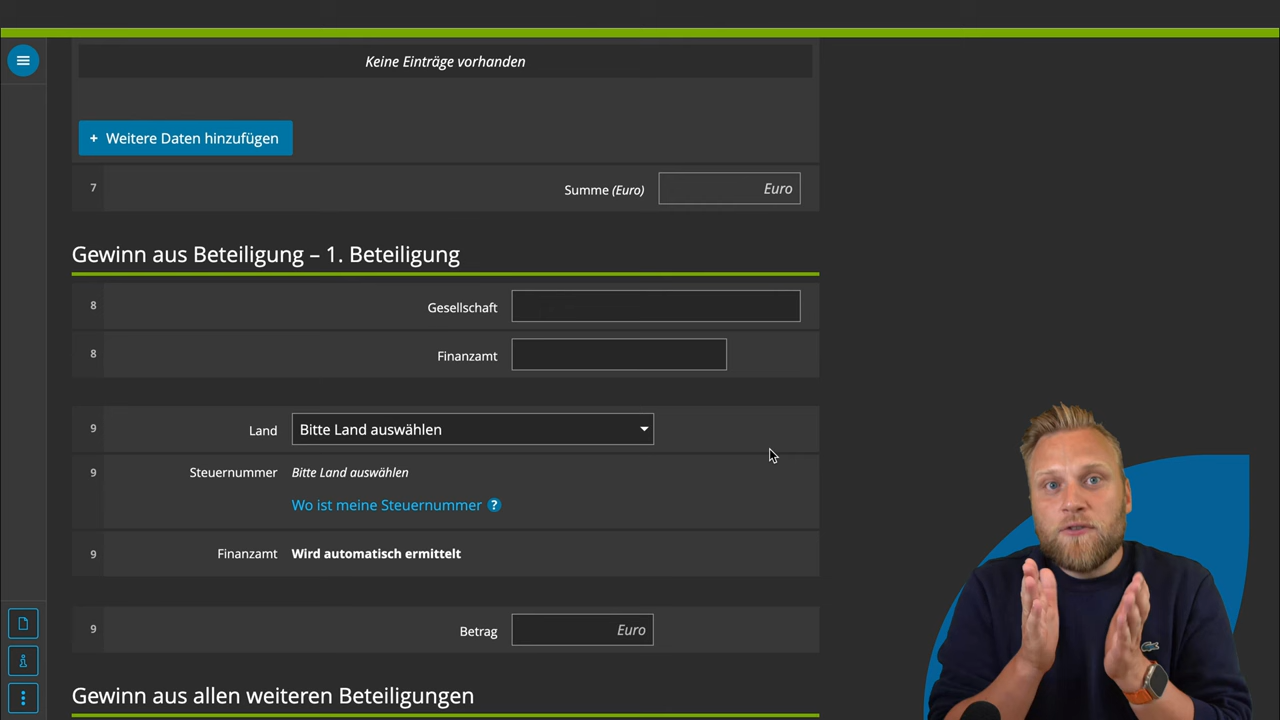 Keine Einträge vorhanden
+ Weitere Daten hinzufügen
7 Summe (Euro) Euro
Gewinn aus Beteiligung – 1. Beteiligung
8 Gesellschaft
8 Finanzamt
9 Land Bitte Land auswählen
9 Steuernummer Bitte Land auswählen
Wo ist meine Steuernummer ?
9 Finanzamt Wird automatisch ermittelt
9 Betrag Euro
Gewinn aus allen weiteren Beteiligungen